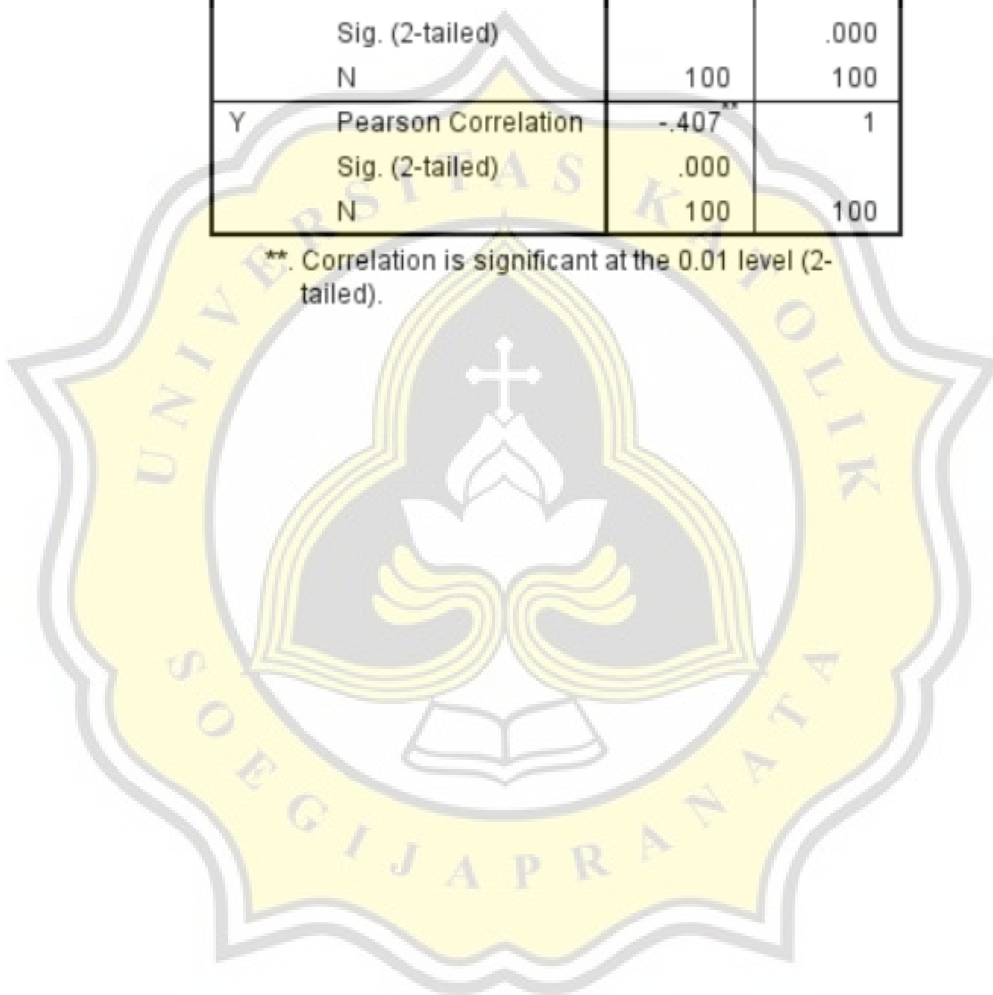 Sig. (2-tailed) .000
N 100 100
Y Pearson Correlation -.407** 1
Sig. (2-tailed) .000
N 100 100
**. Correlation is significant at the 0.01 level (2-
tailed).
UNIVERSITAS KATOLIK
SOEGIJAPRANATA